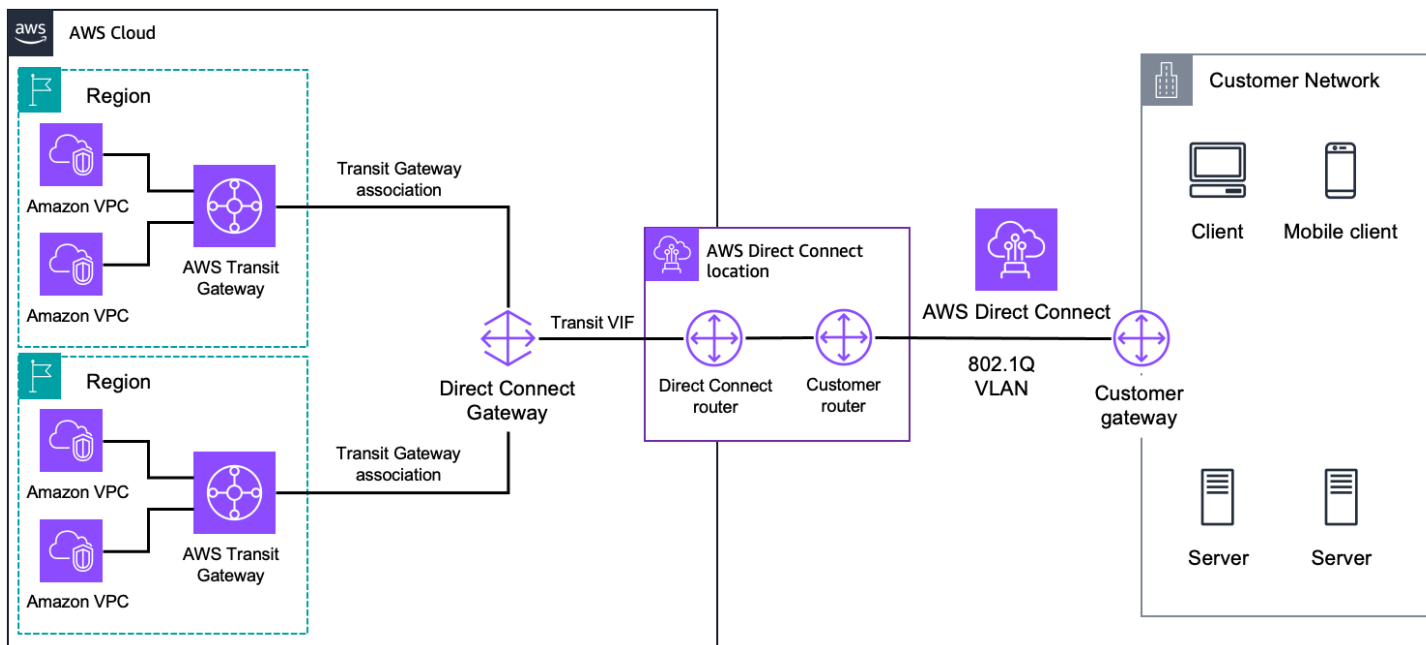 aws
AWS Cloud
Region
Amazon VPC
Amazon VPC
AWS Transit
Gateway
Transit Gateway
association
Region
Amazon VPC
Amazon VPC
AWS Transit
Gateway
Transit Gateway
association
Direct Connect
Gateway
Transit VIF
AWS Direct Connect
location
Direct Connect
router
Customer
router
AWS Direct Connect
802.1Q
VLAN
Customer Network
Client
Mobile client
Customer
gateway
Server
Server